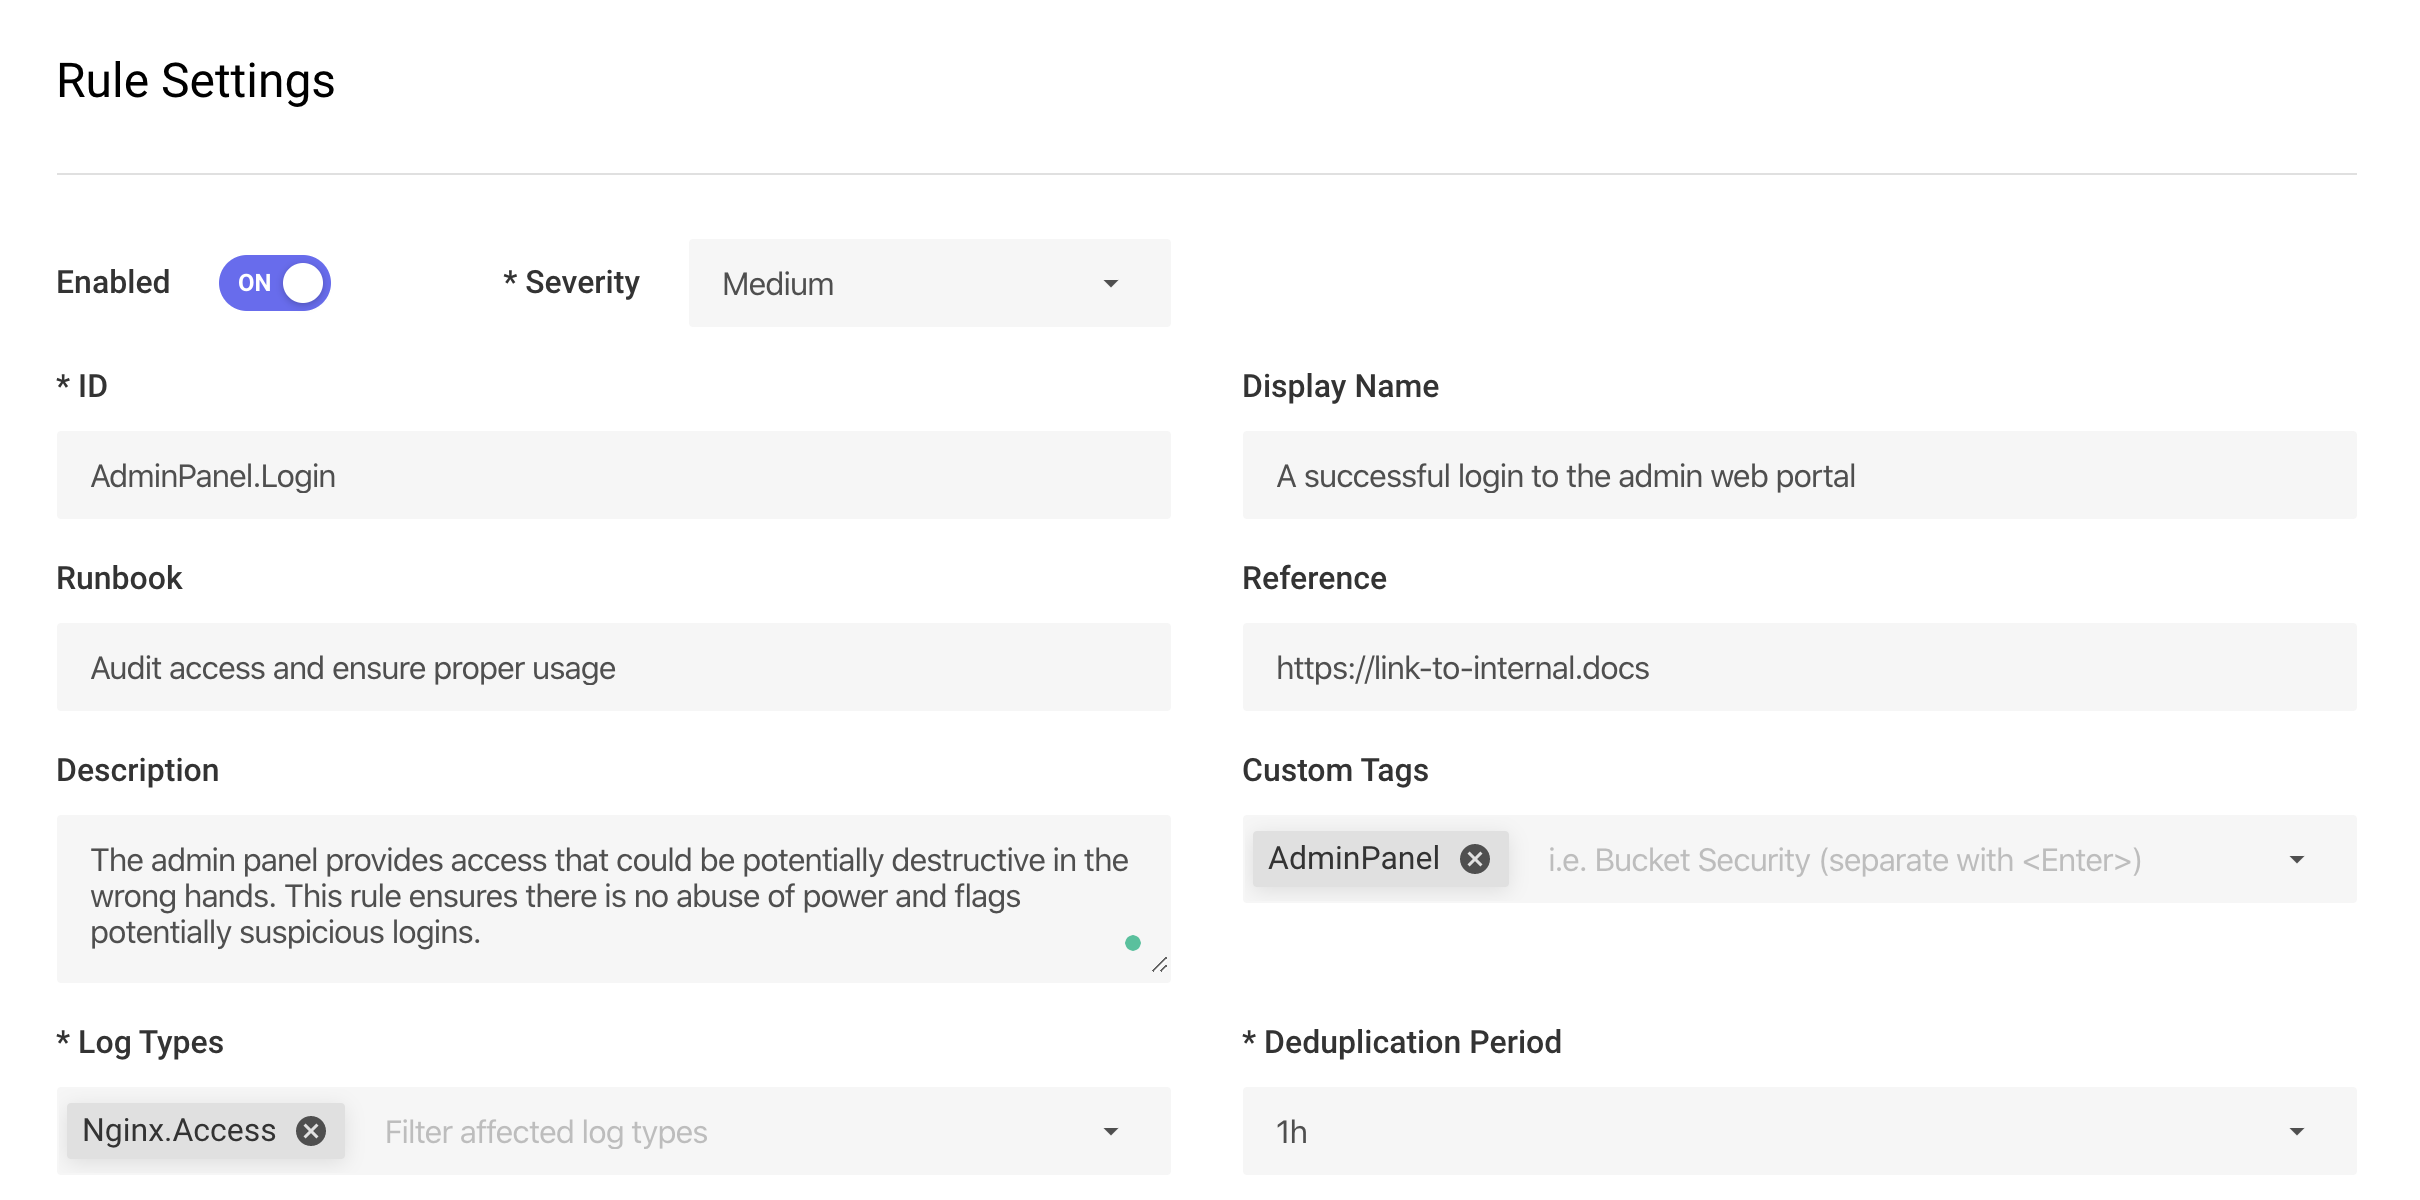 Rule Settings
Enabled ON * Severity Medium
* ID Display Name
AdminPanel.Login A successful login to the admin web portal
Runbook Reference
Audit access and ensure proper usage https://link-to-internal.docs
Description Custom Tags
The admin panel provides access that could be potentially destructive in the
wrong hands. This rule ensures there is no abuse of power and flags
potentially suspicious logins.
AdminPanel i.e. Bucket Security (separate with <Enter>)
* Log Types * Deduplication Period
Nginx.Access Filter affected log types 1h